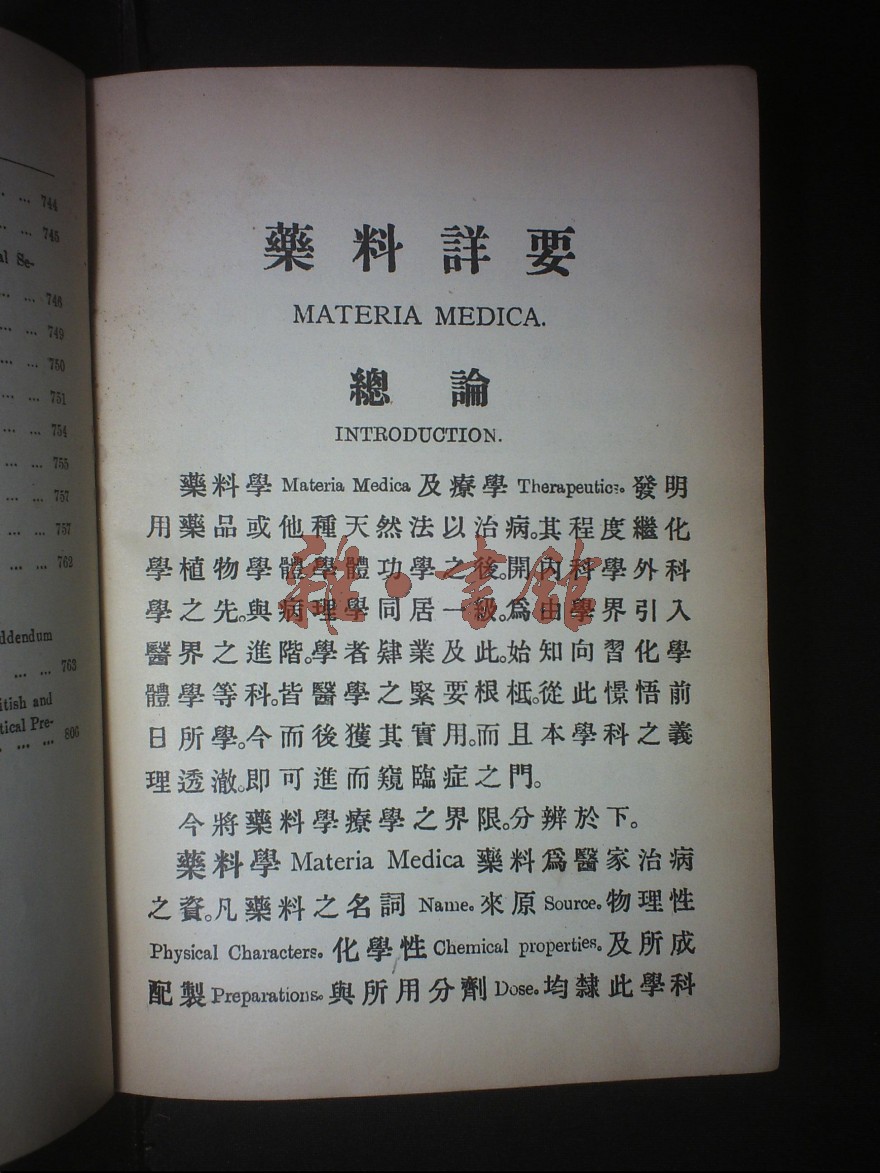 ... ... 744
... ... 745
al Se-
... ... 746
... ... 749
... ... 750
... ... 751
... ... 754
... ... 755
... ... 757
... ... 757
... ... 762
ddendum
... ... 763
itish and
tical Pre-
... ... 806
藥料詳要
MATERIA MEDICA.
總論
INTRODUCTION.
藥料學 Materia Medica 及療學 Therapeutics。發明
用藥品或他種天然法以治病。其程度繼化
學植物學體學體功學之後。開內科學外科
學之先。與病理學同居一級。爲由學界引入
醫界之進階。學者肄業及此。始知向習化學
體學等科。皆醫學之緊要根柢。從此憬悟前
日所學。今而後獲其實用。而且本學科之義
理透澈。卽可進而窺臨症之門。
今將藥料學療學之界限。分辨於下。
藥料學 Materia Medica 藥料爲醫家治病
之資。凡藥料之名詞 Name。來原 Source。物理性
Physical Characters。化學性 Chemical properties。及所成
配製 Preparations。與所用分劑 Dose。均隸此學科
雅·書館